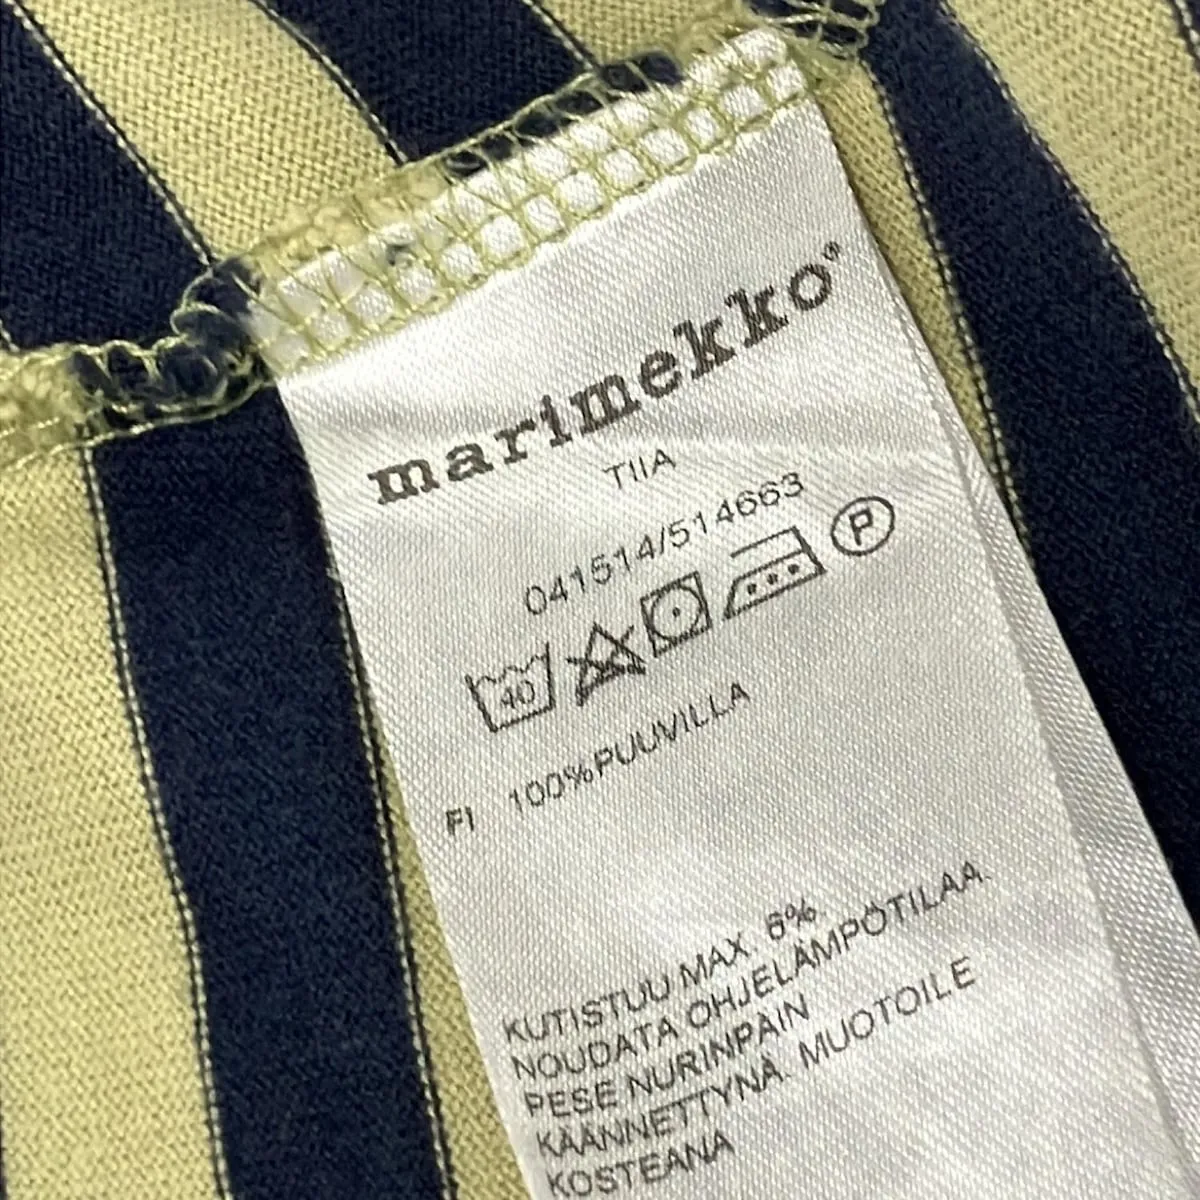 marimekko®
TIIA
041514/514663
40 P
FI 100%PUUVILLA
KUTISTUU MAX. 6%
NOUDATA OHJELÄMPÖTILAA.
PESE NURINPÄIN
KÄÄNNETTYNÄ. MUOTOILE
KOSTEANA